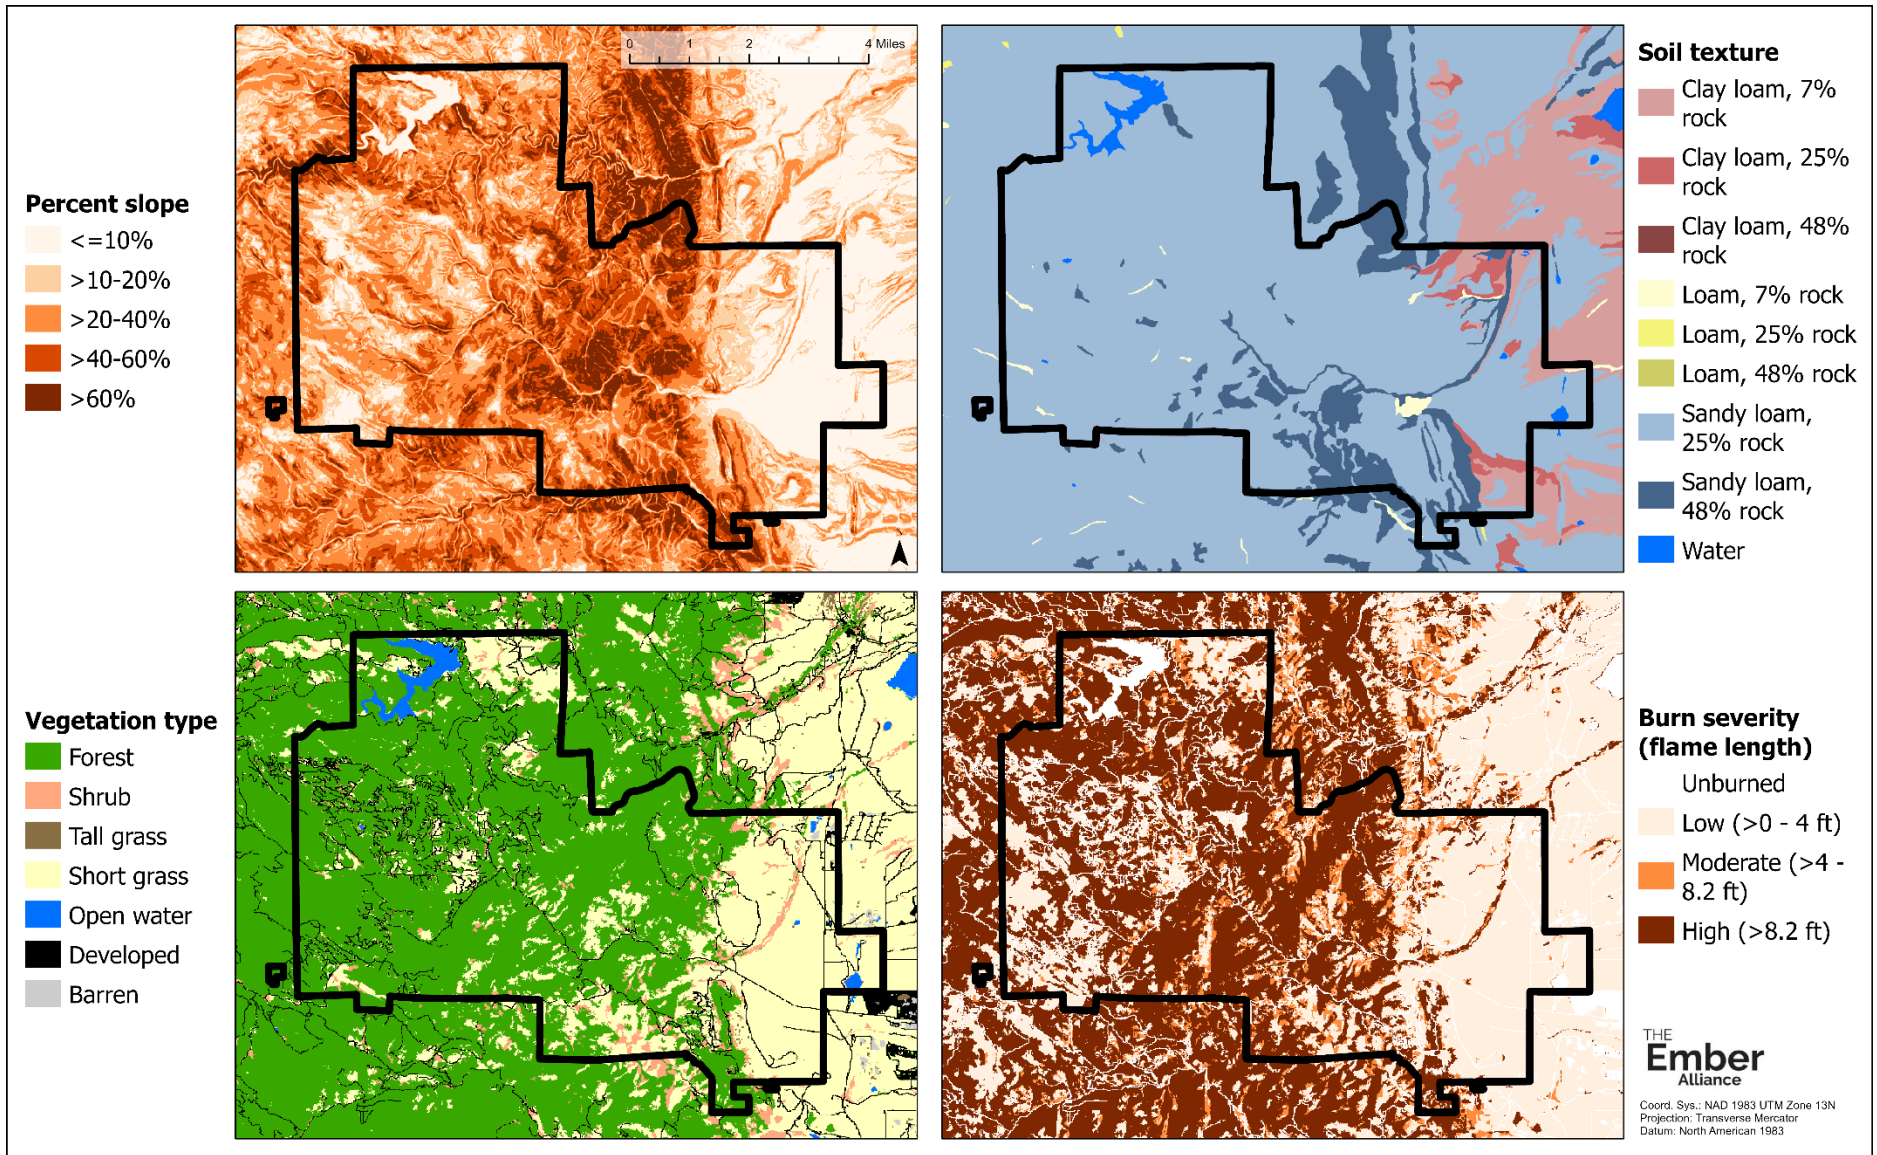 0 1 2 4 Miles
Percent slope
<=10%
>10-20%
>20-40%
>40-60%
>60%
Soil texture
Clay loam, 7%
rock
Clay loam, 25%
rock
Clay loam, 48%
rock
Loam, 7% rock
Loam, 25% rock
Loam, 48% rock
Sandy loam,
25% rock
Sandy loam,
48% rock
Water
Vegetation type
Forest
Shrub
Tall grass
Short grass
Open water
Developed
Barren
Burn severity
(flame length)
Unburned
Low (>0 - 4 ft)
Moderate (>4 -
8.2 ft)
High (>8.2 ft)
THE
Ember
Alliance
Coord. Sys.: NAD 1983 UTM Zone 13N
Projection: Transverse Mercator
Datum: North American 1983